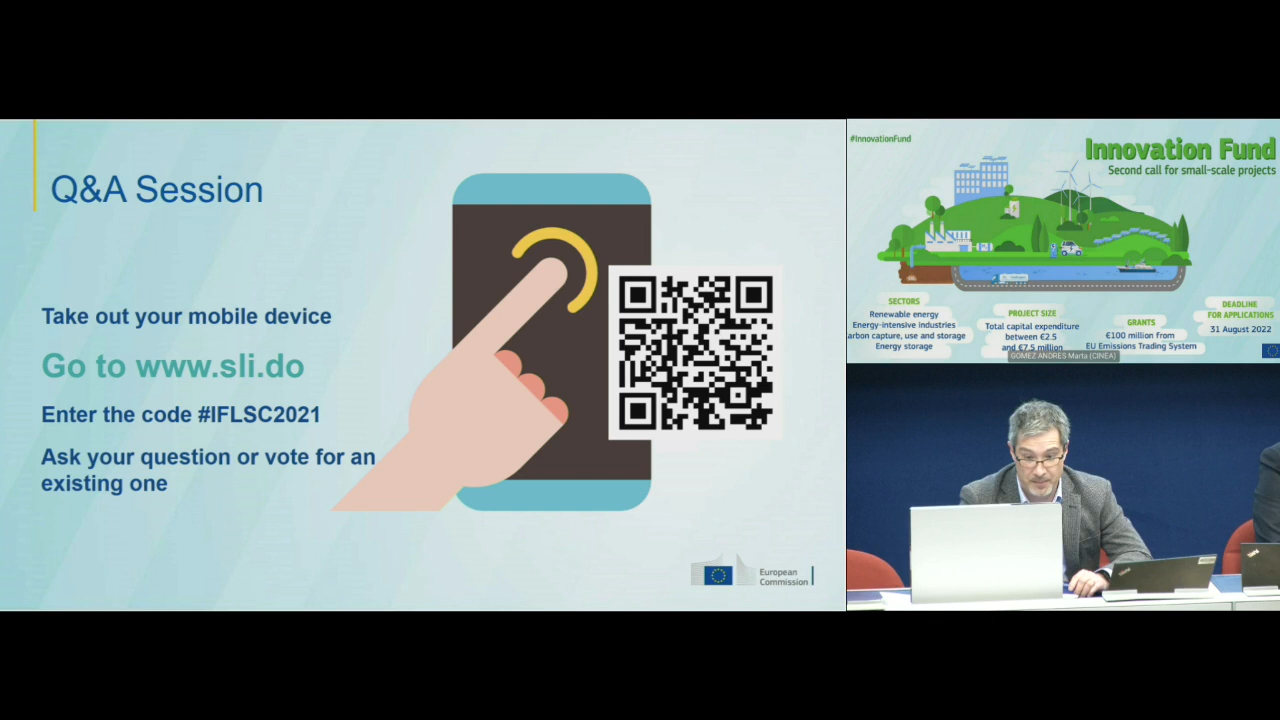 Q&A Session
Take out your mobile device
Go to www.sli.do
Enter the code #IFLSC2021
Ask your question or vote for an
existing one
European
Commission
#InnovationFund
Innovation Fund
Second call for small-scale projects
SECTORS
Renewable energy
Energy-intensive industries
arbon capture, use and storage
Energy storage
PROJECT SIZE
Total capital expenditure
between €2.5
and €7.5 million
GRANTS
€100 million from
EU Emissions Trading System
DEADLINE
FOR APPLICATIONS
31 August 2022
GOMEZ ANDRES Marta (CINEA)